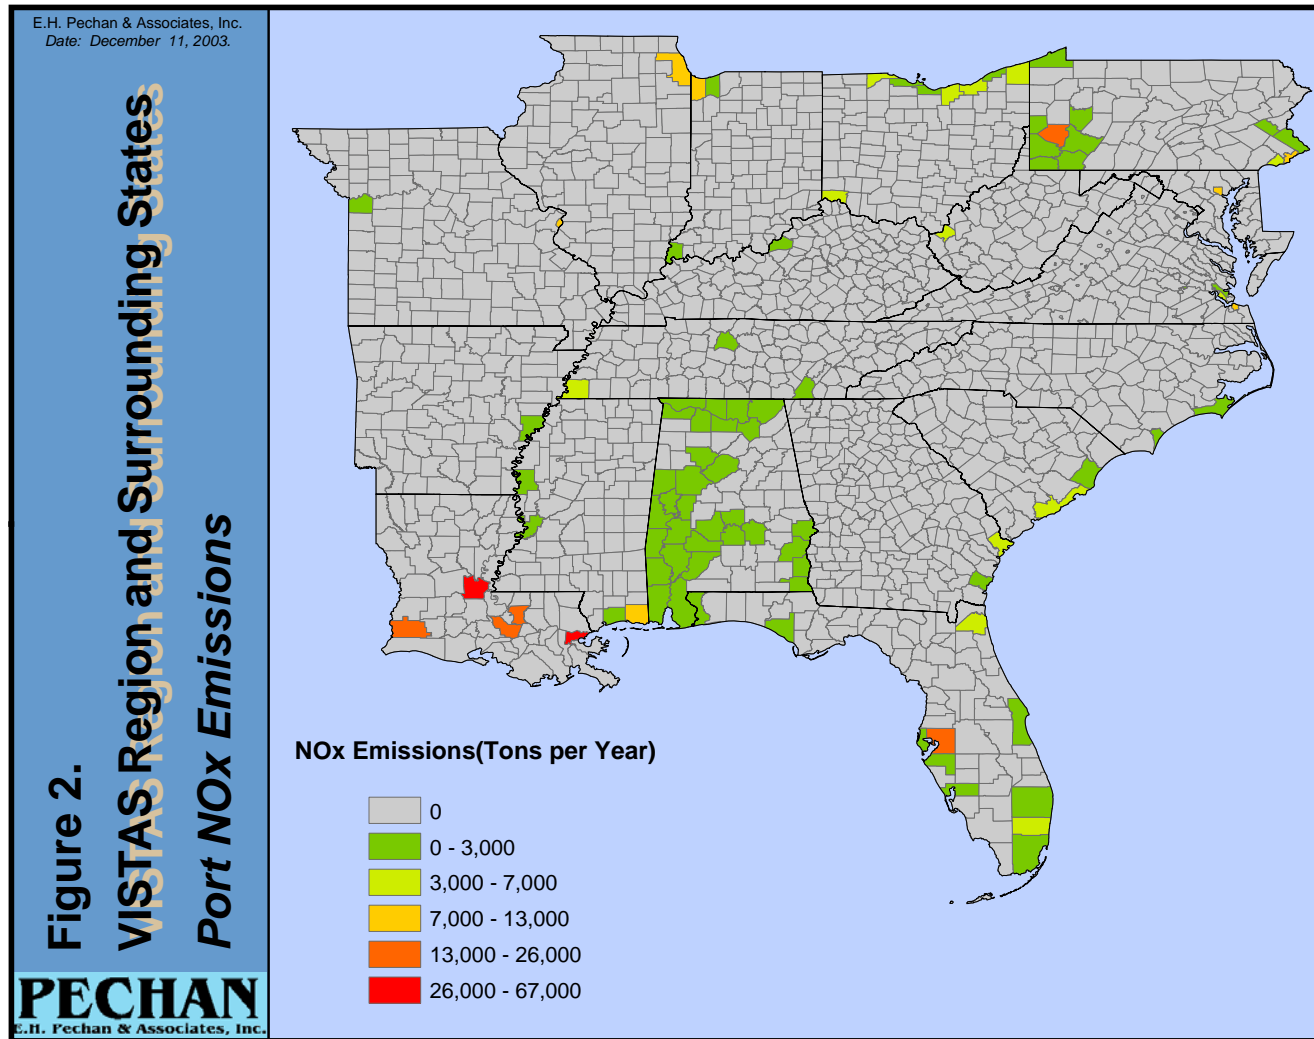 E.H. Pechan & Associates, Inc.
Date: December 11, 2003.
Figure 2.
VISTAS Region and Surrounding States
Port NOx Emissions
PECHAN
E.H. Pechan & Associates, Inc.
NOx Emissions(Tons per Year)
0
0 - 3,000
3,000 - 7,000
7,000 - 13,000
13,000 - 26,000
26,000 - 67,000